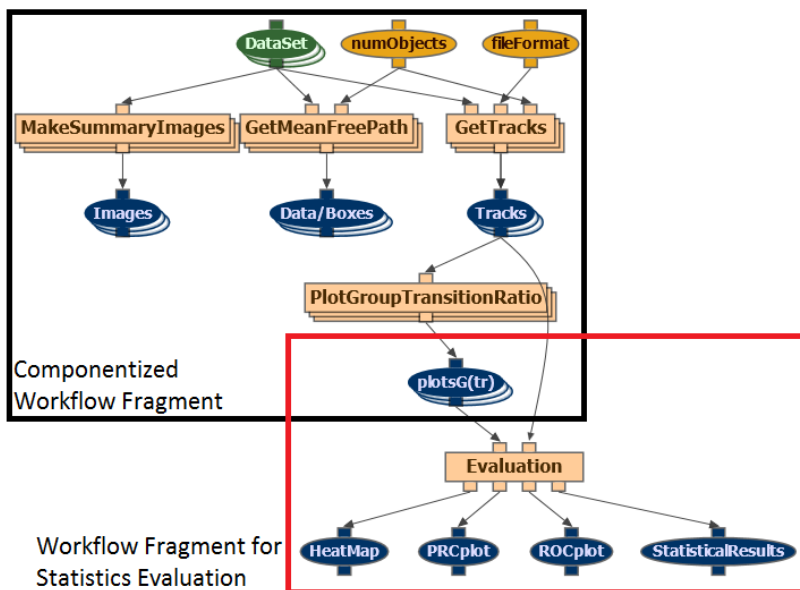 DataSet
numObjects
fileFormat
MakeSummaryImages
GetMeanFreePath
GetTracks
Images
Data/Boxes
Tracks
PlotGroupTransitionRatio
Componentized
Workflow Fragment
plotsG(tr)
Evaluation
Workflow Fragment for
Statistics Evaluation
HeatMap
PRCplot
ROCplot
StatisticalResults